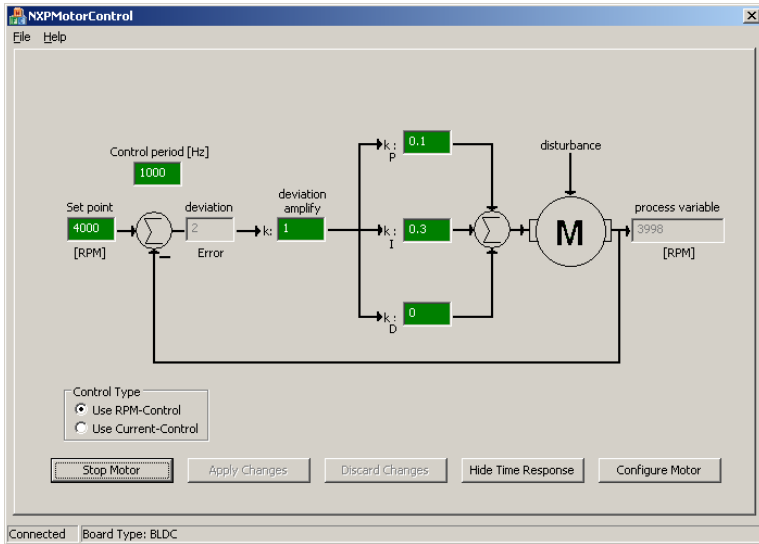 NXPMotorControl
File Help
Control period [Hz]
1000
k: P 0.1
disturbance
Set point
4000
[RPM]
Σ
deviation
2
Error
deviation amplify
k: 1
k: I 0.3
Σ
M
process variable
3998
[RPM]
k: D 0
Control Type
Use RPM-Control
Use Current-Control
Stop Motor Apply Changes Discard Changes Hide Time Response Configure Motor
Connected Board Type: BLDC